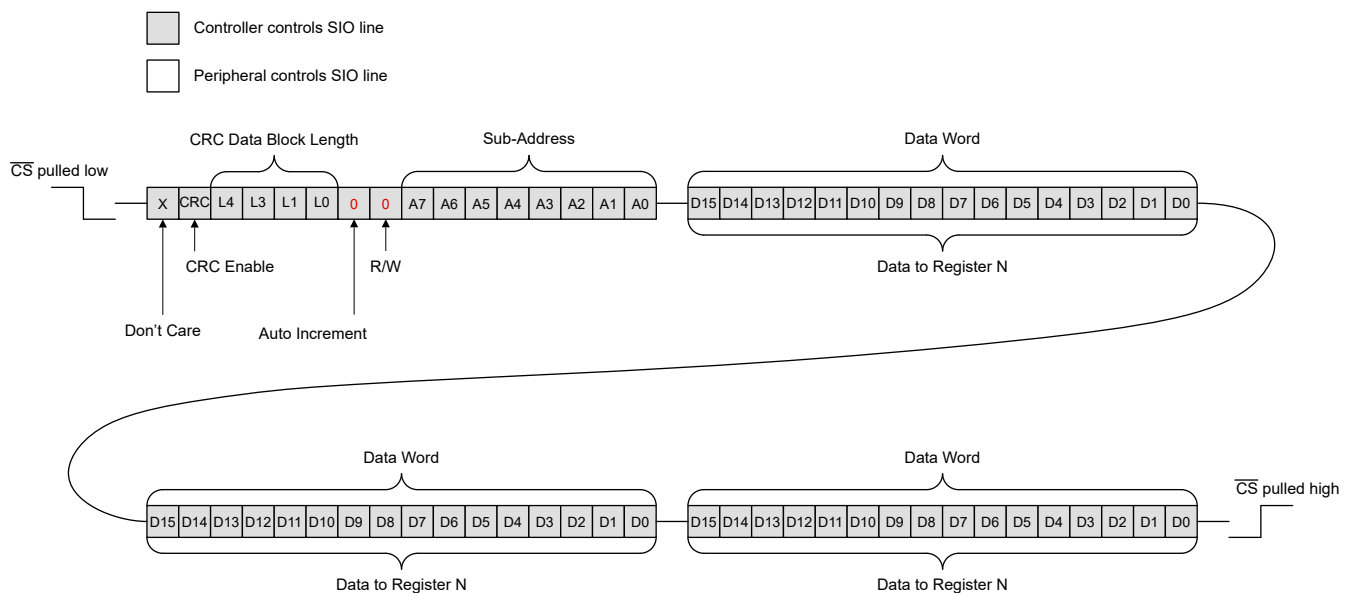 Controller controls SIO line
Peripheral controls SIO line
CRC Data Block Length
Sub-Address
Data Word
CS pulled low
X CRC L4 L3 L1 L0 0 0 A7 A6 A5 A4 A3 A2 A1 A0
D15 D14 D13 D12 D11 D10 D9 D8 D7 D6 D5 D4 D3 D2 D1 D0
CRC Enable
R/W
Data to Register N
Don't Care
Auto Increment
Data Word
Data Word
CS pulled high
D15 D14 D13 D12 D11 D10 D9 D8 D7 D6 D5 D4 D3 D2 D1 D0
D15 D14 D13 D12 D11 D10 D9 D8 D7 D6 D5 D4 D3 D2 D1 D0
Data to Register N
Data to Register N